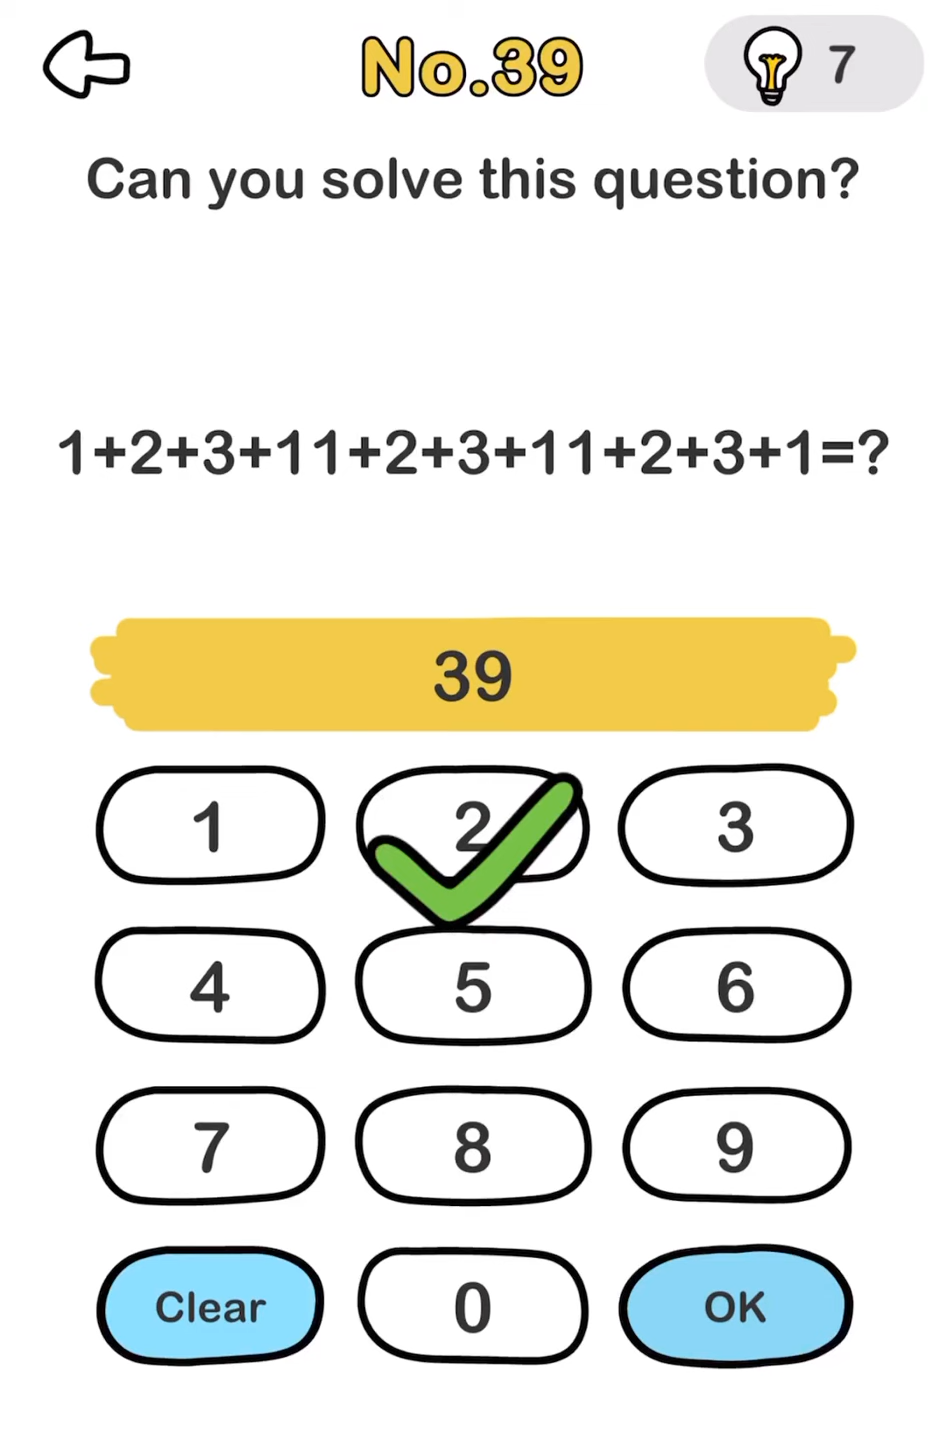 No.39
7
Can you solve this question?
1+2+3+11+2+3+11+2+3+1=?
39
1 2 3
4 5 6
7 8 9
Clear 0 OK